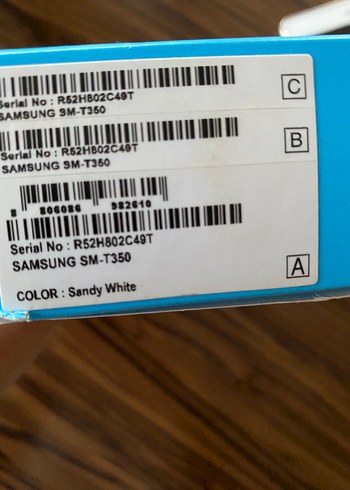 Serial No : R52H802C49T
SAMSUNG SM-T350
C
Serial No : R52H802C49T
SAMSUNG SM-T350
B
8 806086 982610
Serial No : R52H802C49T
SAMSUNG SM-T350
A
COLOR : Sandy White